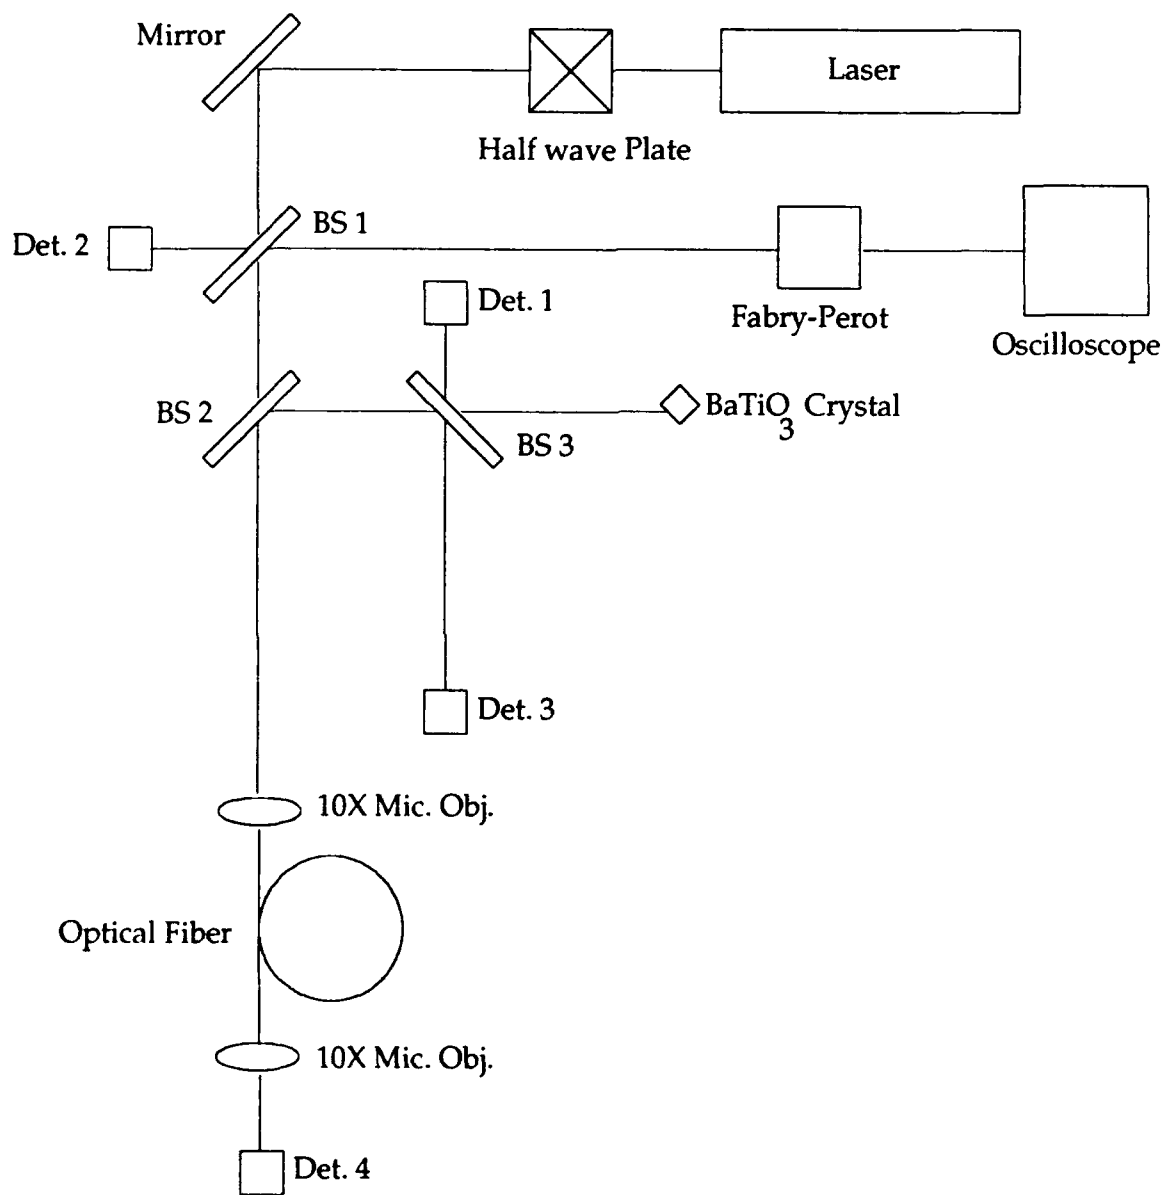 Mirror
Laser
Half wave Plate
BS 1
Det. 2
Det. 1
Fabry-Perot
Oscilloscope
BS 2
BaTiO3 Crystal
BS 3
Det. 3
10X Mic. Obj.
Optical Fiber
10X Mic. Obj.
Det. 4